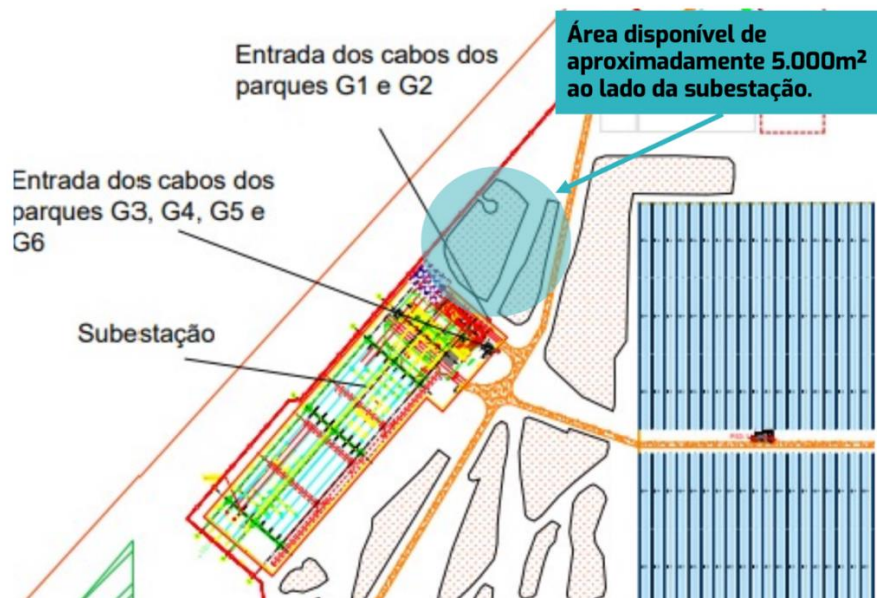 Área disponível de
aproximadamente 5.000m²
ao lado da subestação.
Entrada dos cabos dos
parques G1 e G2
Entrada dos cabos dos
parques G3, G4, G5 e
G6
Subestação